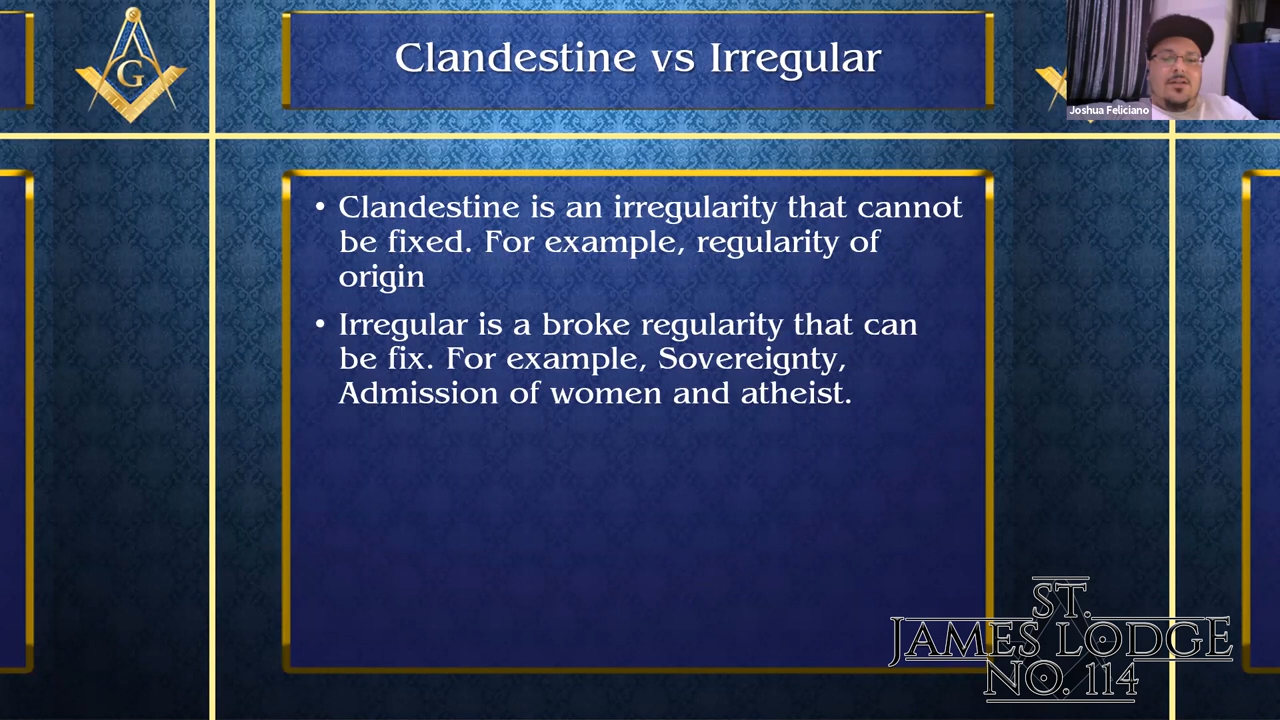 Clandestine vs Irregular
G
Joshua Feliciano
• Clandestine is an irregularity that cannot
be fixed. For example, regularity of
origin
• Irregular is a broke regularity that can
be fix. For example, Sovereignty,
Admission of women and atheist.
ST.
JAMES LODGE
NO. 114